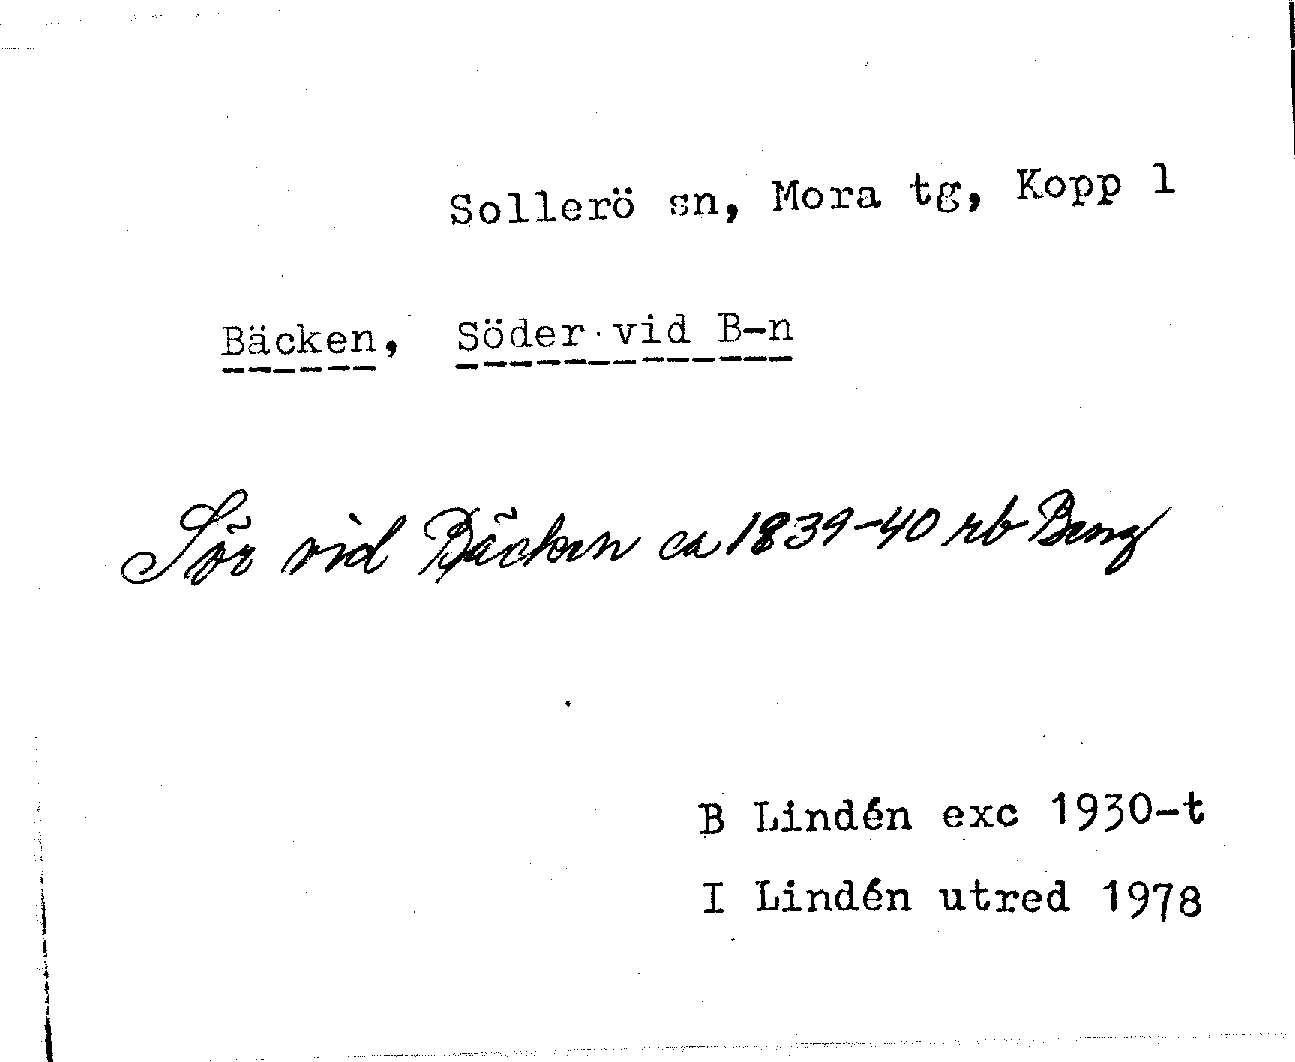 Sollerö sn, Mora tg, Kopp l
Bäcken, Söder vid B-n
Sör vid Bäcken ca 1839-40 rb Beng
B Lindén exc 1930-t
I Lindén utred 1978